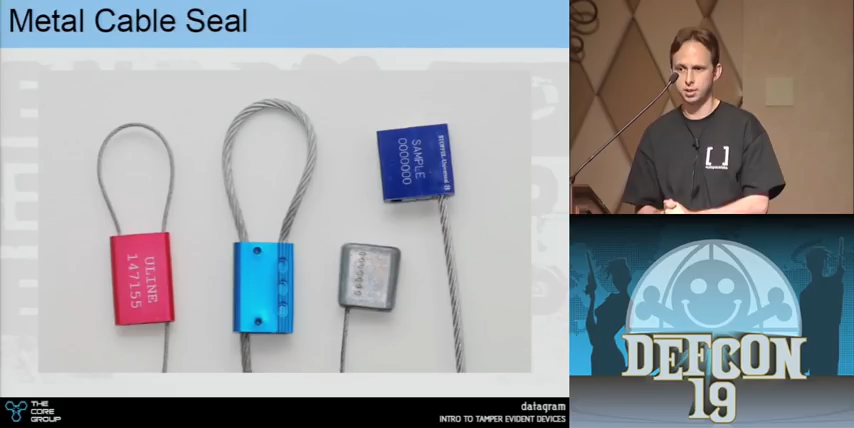 Metal Cable Seal
ULINE
147155
SAMPLE
0000000
THE
CORE
GROUP
datagram
INTRO TO TAMPER EVIDENT DEVICES
DEFCON
19